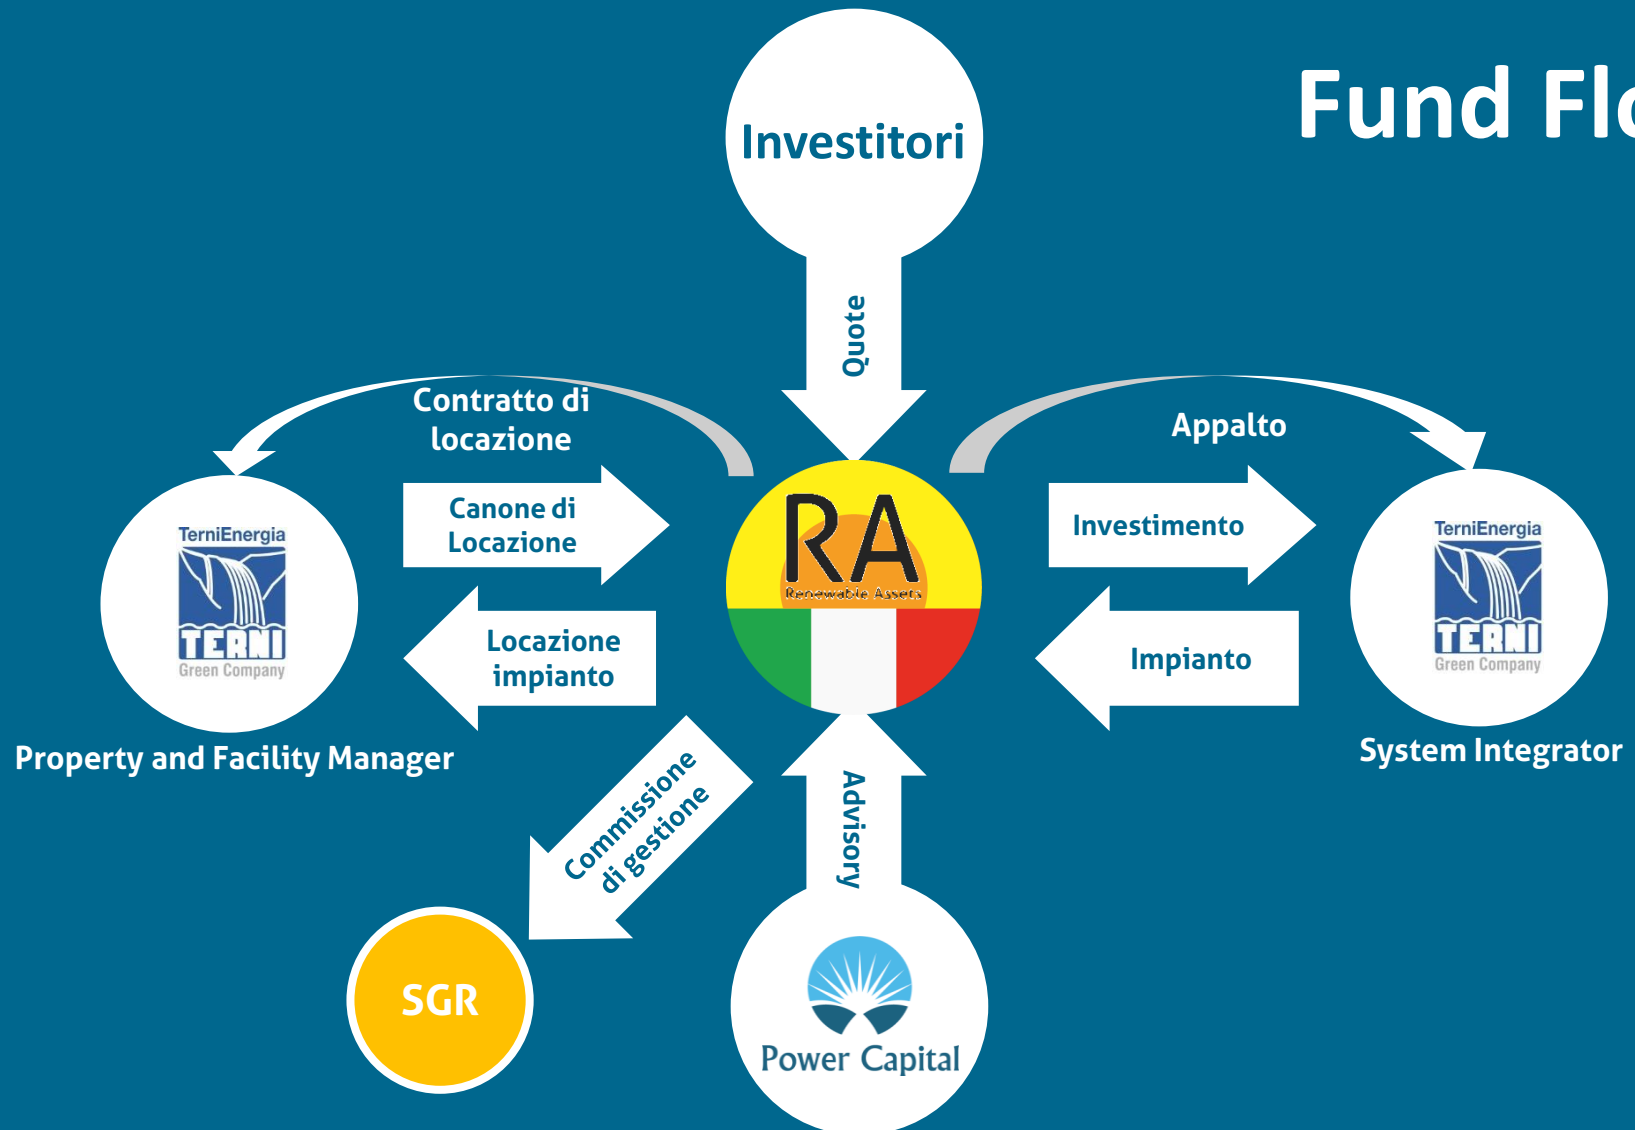 Fund Flo
Investitori
Quote
Contratto di
locazione
Appalto
Canone di
Locazione
Investimento
TerniEnergia
TERNI
Green Company
RA
Renewable Assets
TerniEnergia
TERNI
Green Company
Locazione
impianto
Impianto
Property and Facility Manager
System Integrator
Commissione
di gestione
Advisory
SGR
Power Capital